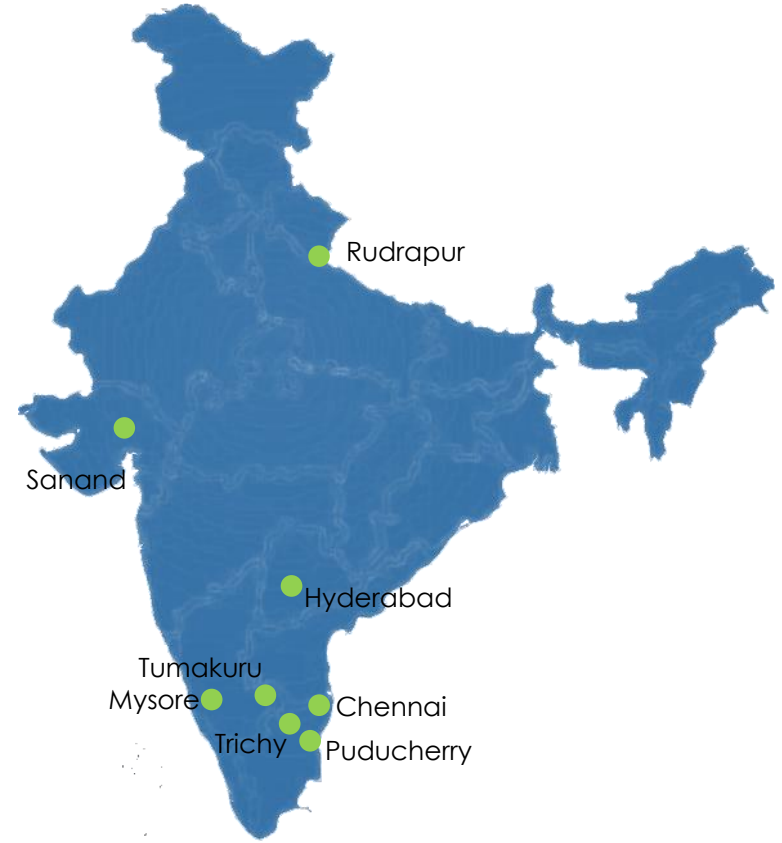 Rudrapur
Sanand
Hyderabad
Tumakuru
Mysore
Chennai
Trichy
Puducherry